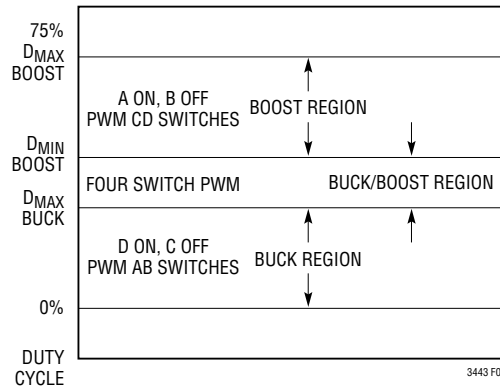 75%
DMAX
BOOST
A ON, B OFF
PWM CD SWITCHES
BOOST REGION
DMIN
BOOST
FOUR SWITCH PWM
BUCK/BOOST REGION
DMAX
BUCK
D ON, C OFF
PWM AB SWITCHES
BUCK REGION
0%
DUTY
CYCLE
3443 F0